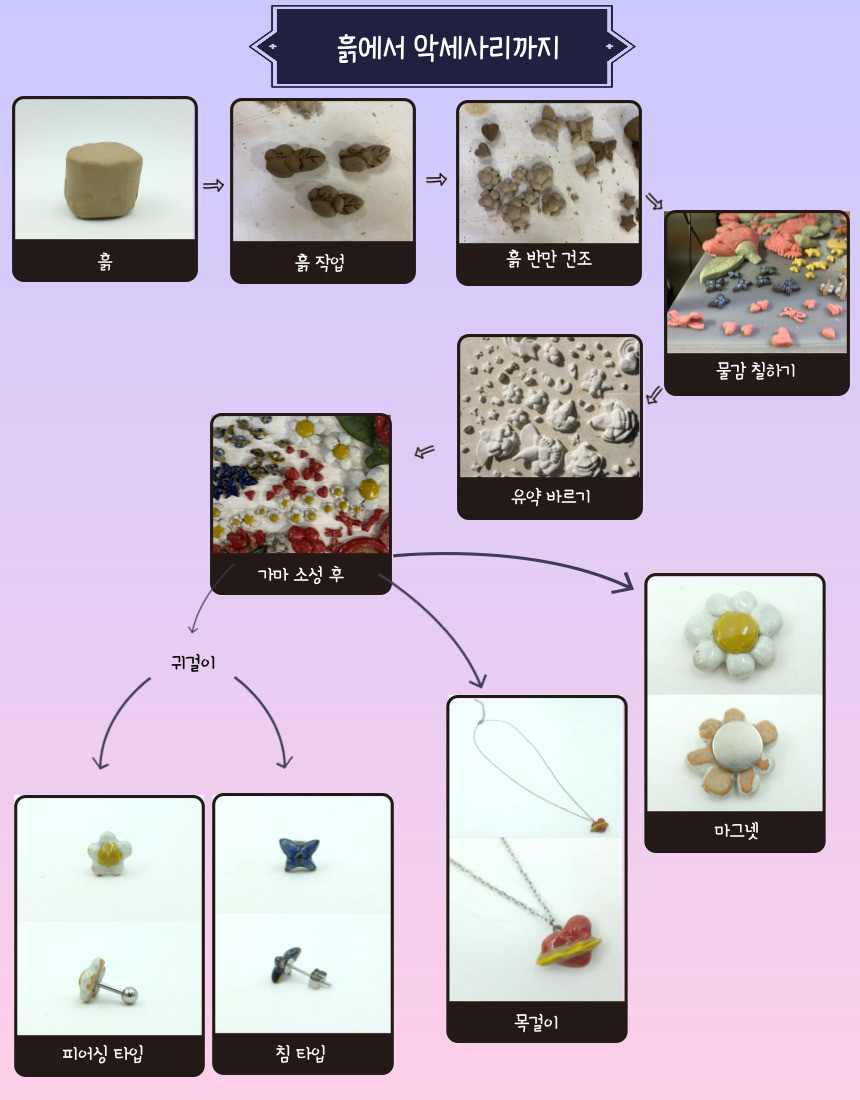 흙에서 악세사리까지
흙
흙 작업
흙 반만 건조
물감 칠하기
유약 바르기
가마 소성 후
귀걸이
마그넷
목걸이
피어싱 타입
침 타입